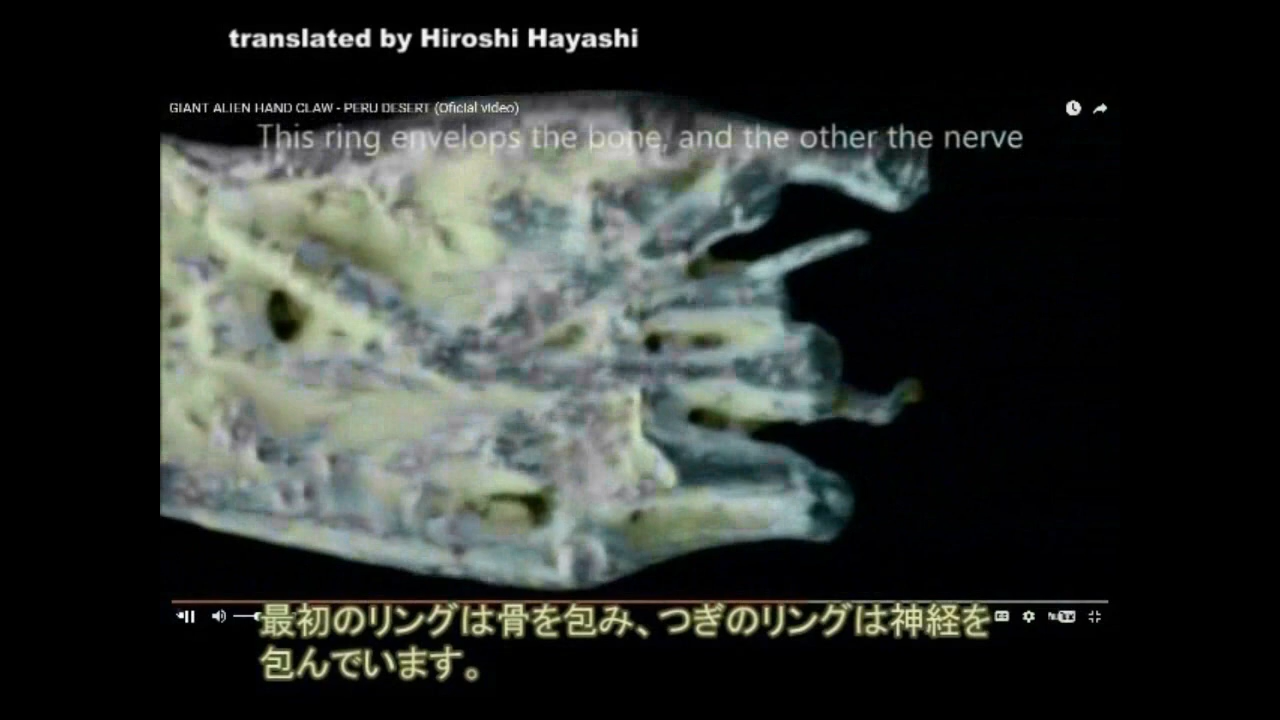 translated by Hiroshi Hayashi
GIANT ALIEN HAND CLAW - PERU DESERT (Oficial video)
This ring envelops the bone, and the other the nerve
最初のリングは骨を包み、つぎのリングは神経を
包んでいます。